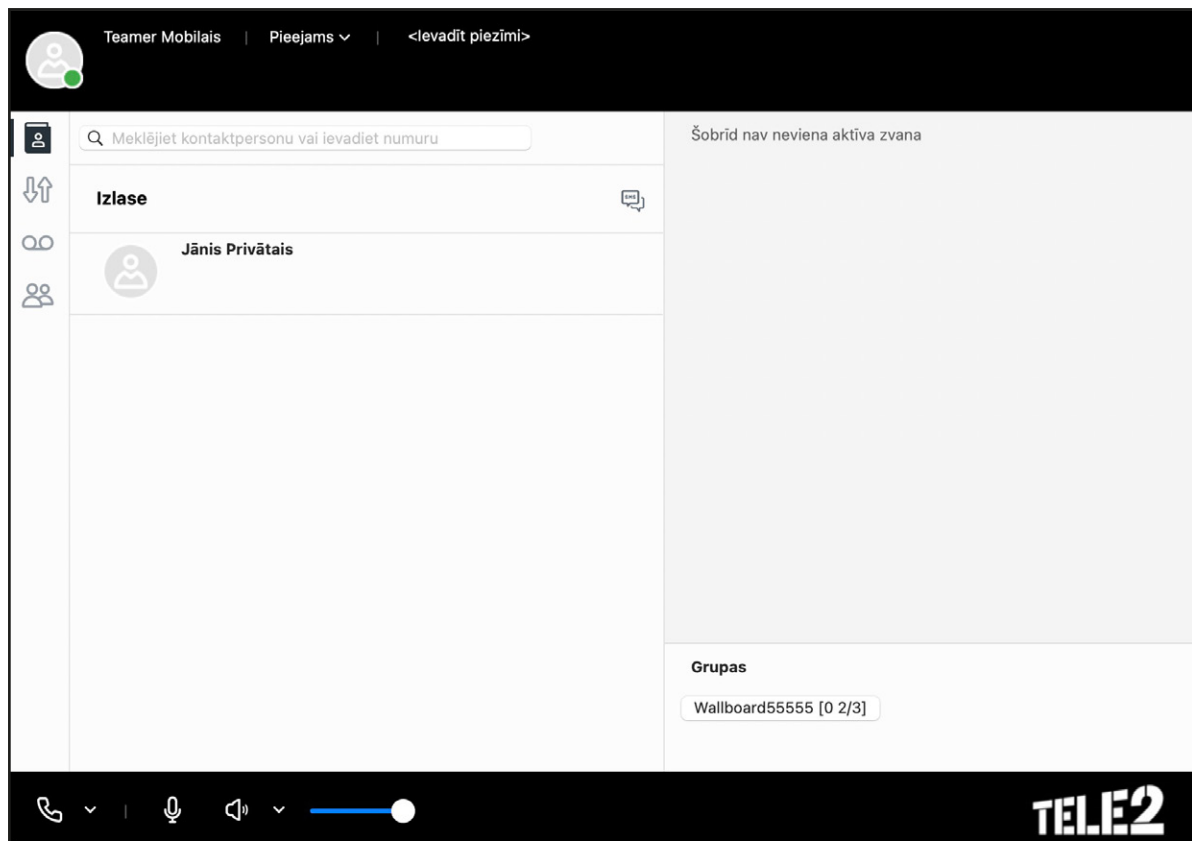 Teamer Mobilais | Pieejams | <Ievadīt piezīmi>
Meklējiet kontaktpersonu vai ievadiet numuru
Izlase
SMS
Jānis Privātais
Šobrīd nav neviena aktīva zvana
Grupas
Wallboard55555 [0 2/3]
TELE2